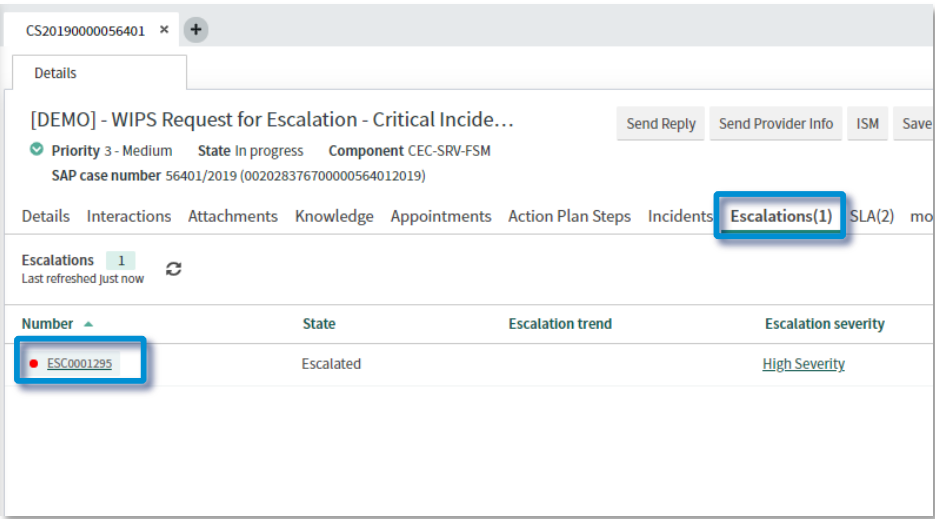 CS20190000056401 × +
Details
[DEMO] - WIPS Request for Escalation - Critical Incide...
Send Reply Send Provider Info ISM Save
Priority 3 - Medium State In progress Component CEC-SRV-FSM
SAP case number 56401/2019 (002028376700000564012019)
Details Interactions Attachments Knowledge Appointments Action Plan Steps Incidents Escalations(1) SLA(2) mo
Escalations 1
Last refreshed just now
Number State Escalation trend Escalation severity
ESC0001295 Escalated High Severity